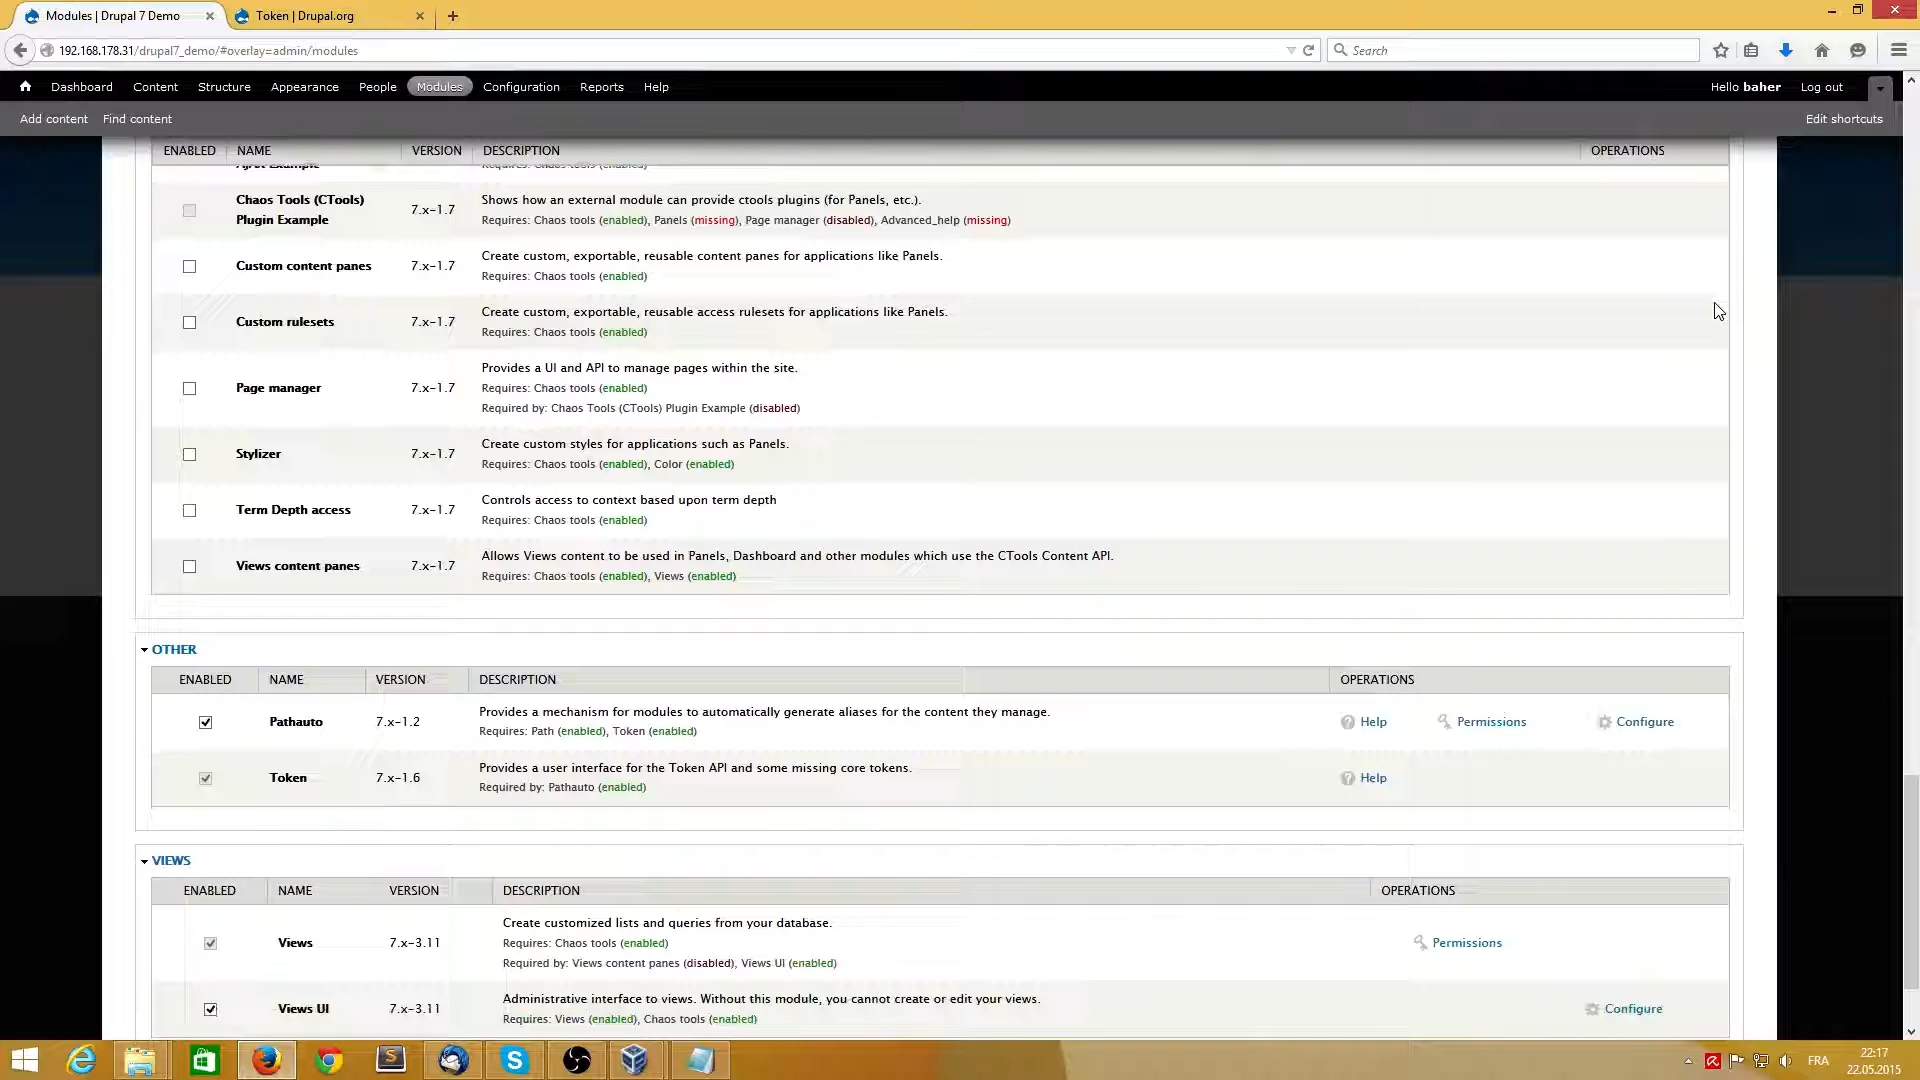 Modules | Drupal 7 Demo
Token | Drupal.org
192.168.178.31/drupal7_demo/#overlay=admin/modules
Search
Dashboard Content Structure Appearance People Modules Configuration Reports Help
Hello baher Log out
Add content Find content
Edit shortcuts
ENABLED NAME VERSION DESCRIPTION OPERATIONS
Chaos Tools (CTools)
Plugin Example
7.x-1.7
Shows how an external module can provide ctools plugins (for Panels, etc.).
Requires: Chaos tools (enabled), Panels (missing), Page manager (disabled), Advanced_help (missing)
Custom content panes
7.x-1.7
Create custom, exportable, reusable content panes for applications like Panels.
Requires: Chaos tools (enabled)
Custom rulesets
7.x-1.7
Create custom, exportable, reusable access rulesets for applications like Panels.
Requires: Chaos tools (enabled)
Page manager
7.x-1.7
Provides a UI and API to manage pages within the site.
Requires: Chaos tools (enabled)
Required by: Chaos Tools (CTools) Plugin Example (disabled)
Stylizer
7.x-1.7
Create custom styles for applications such as Panels.
Requires: Chaos tools (enabled), Color (enabled)
Term Depth access
7.x-1.7
Controls access to context based upon term depth
Requires: Chaos tools (enabled)
Views content panes
7.x-1.7
Allows Views content to be used in Panels, Dashboard and other modules which use the CTools Content API.
Requires: Chaos tools (enabled), Views (enabled)
OTHER
ENABLED NAME VERSION DESCRIPTION OPERATIONS
Pathauto
7.x-1.2
Provides a mechanism for modules to automatically generate aliases for the content they manage.
Requires: Path (enabled), Token (enabled)
Help Permissions Configure
Token
7.x-1.6
Provides a user interface for the Token API and some missing core tokens.
Required by: Pathauto (enabled)
Help
VIEWS
ENABLED NAME VERSION DESCRIPTION OPERATIONS
Views
7.x-3.11
Create customized lists and queries from your database.
Requires: Chaos tools (enabled)
Required by: Views content panes (disabled), Views UI (enabled)
Permissions
Views UI
7.x-3.11
Administrative interface to views. Without this module, you cannot create or edit your views.
Requires: Views (enabled), Chaos tools (enabled)
Configure
FRA
22:17
22.05.2015